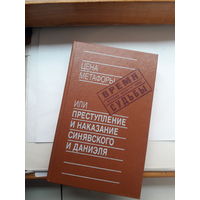 ЦЕНА
МЕТАФОРЫ
ВРЕМЯ
СУДЬБЫ
ИЛИ
ПРЕСТУПЛЕНИЕ
И НАКАЗАНИЕ
СИНЯВСКОГО
И ДАНИЭЛЯ